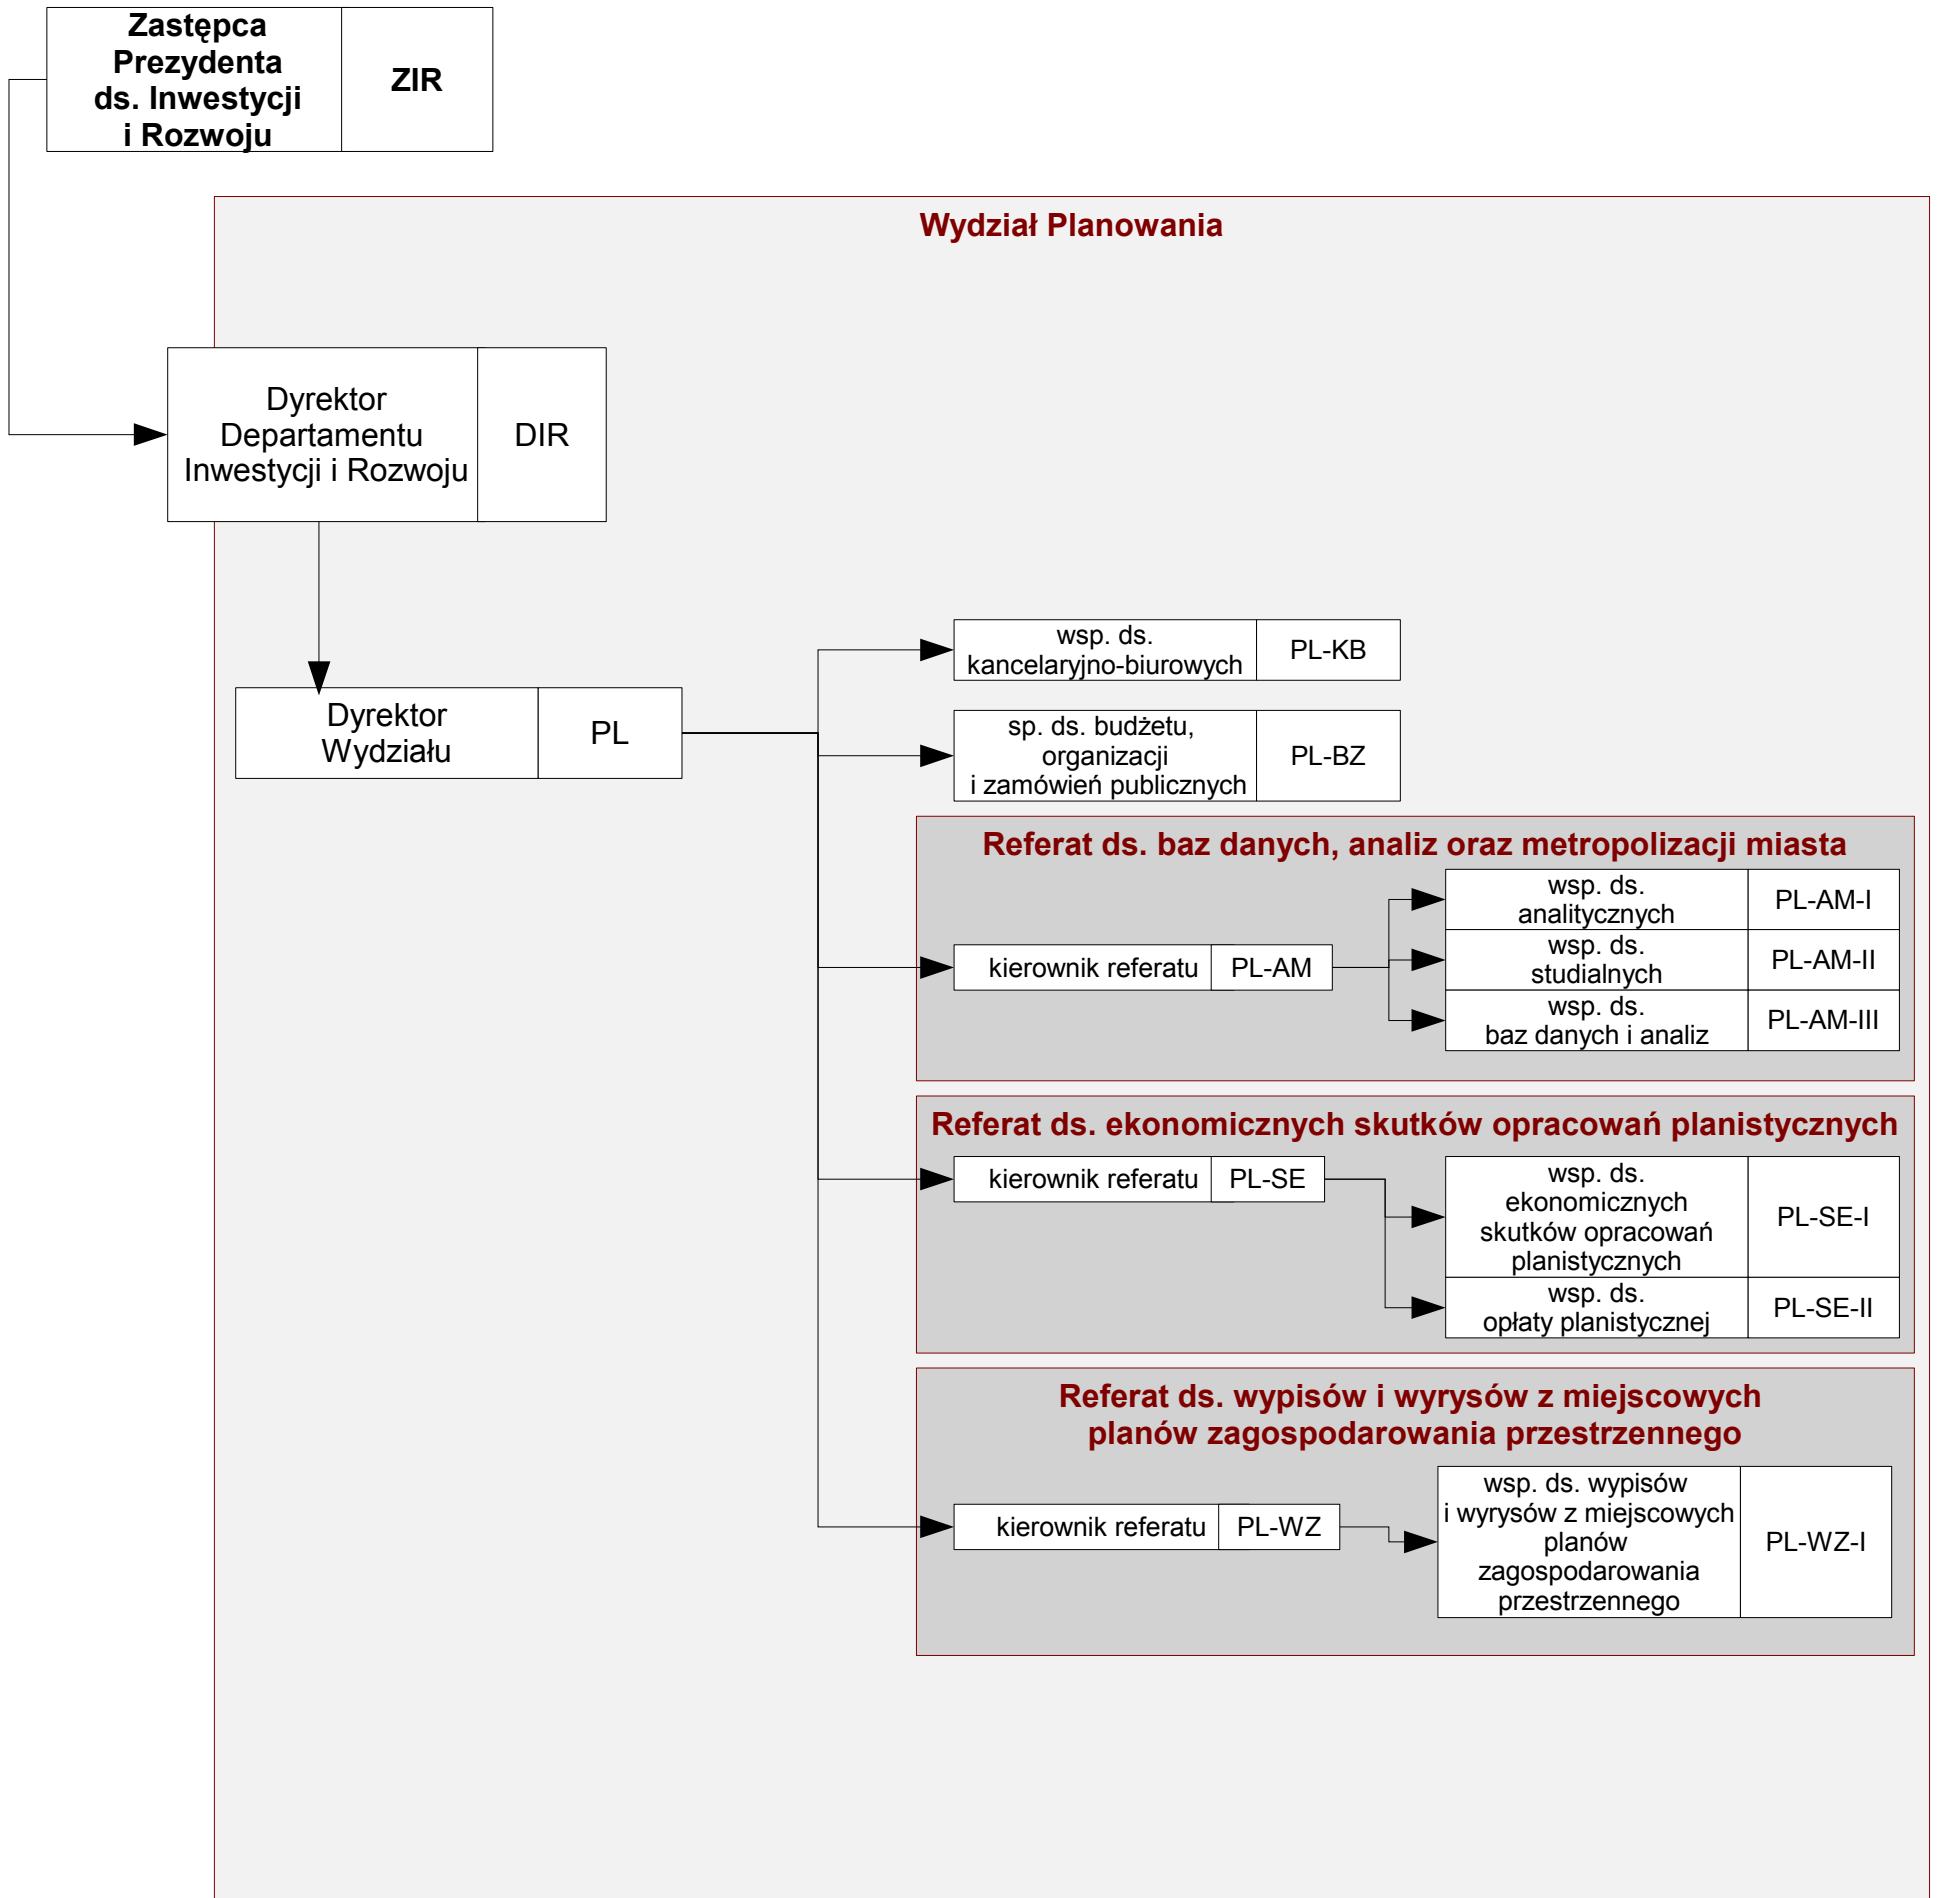 Zastępca
Prezydenta
ds. Inwestycji
i Rozwoju
ZIR
Wydział Planowania
Dyrektor
Departamentu
Inwestycji i Rozwoju
DIR
Dyrektor
Wydziału
PL
wsp. ds.
kancelaryjno-biurowych
PL-KB
sp. ds. budżetu,
organizacji
i zamówień publicznych
PL-BZ
Referat ds. baz danych, analiz oraz metropolizacji miasta
kierownik referatu
PL-AM
wsp. ds.
analitycznych
PL-AM-I
wsp. ds.
studialnych
PL-AM-II
wsp. ds.
baz danych i analiz
PL-AM-III
Referat ds. ekonomicznych skutków opracowań planistycznych
kierownik referatu
PL-SE
wsp. ds.
ekonomicznych
skutków opracowań
planistycznych
PL-SE-I
wsp. ds.
opłaty planistycznej
PL-SE-II
Referat ds. wypisów i wyrysów z miejscowych
planów zagospodarowania przestrzennego
kierownik referatu
PL-WZ
wsp. ds. wypisów
i wyrysów z miejscowych
planów
zagospodarowania
przestrzennego
PL-WZ-I